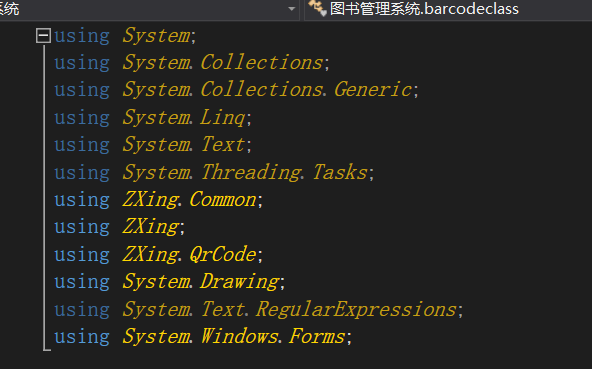 系统
图书管理系统.barcodeclass
using System;
using System.Collections;
using System.Collections.Generic;
using System.Linq;
using System.Text;
using System.Threading.Tasks;
using ZXing.Common;
using ZXing;
using ZXing.QrCode;
using System.Drawing;
using System.Text.RegularExpressions;
using System.Windows.Forms;